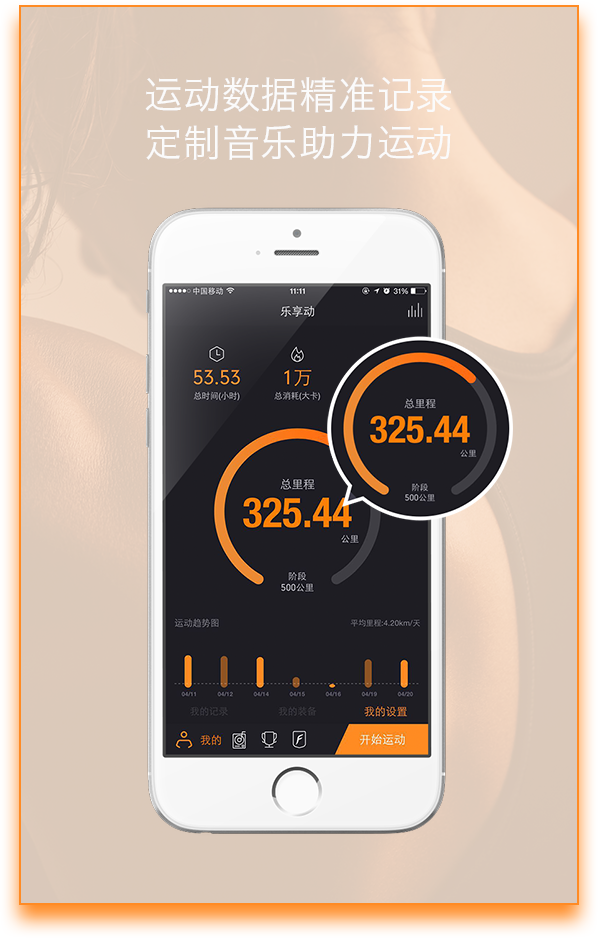 运动数据精准记录
定制音乐助力运动
中国移动 11:11 31%
乐享动
53.53 1万
总时间(小时) 总消耗(大卡)
总里程
325.44
公里
阶段
500公里
总里程
325.44
公里
阶段
500公里
运动趋势图 平均里程:4.20km/天
04/11 04/12 04/14 04/15 04/16 04/19 04/20
我的记录 我的装备 我的设置
我的 开始运动